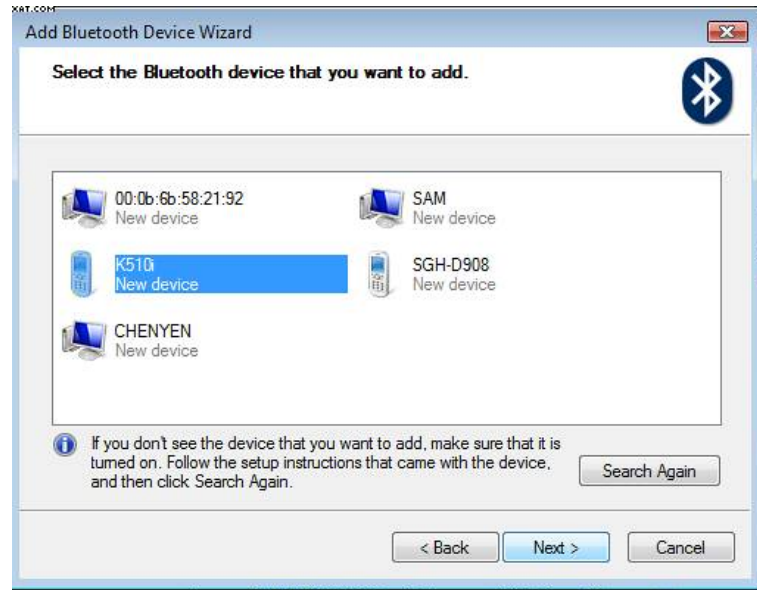 XAT.COM
Add Bluetooth Device Wizard
Select the Bluetooth device that you want to add.
00:0b:6b:58:21:92
New device
SAM
New device
K510i
New device
SGH-D908
New device
CHENYEN
New device
If you don't see the device that you want to add, make sure that it is
turned on. Follow the setup instructions that came with the device,
and then click Search Again.
Search Again
< Back
Next >
Cancel